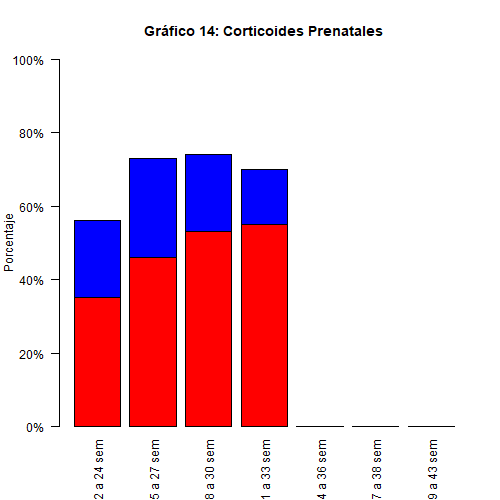 Gráfico 14: Corticoides Prenatales
100%
80%
60%
40%
20%
0%
Porcentaje
2 a 24 sem
5 a 27 sem
8 a 30 sem
1 a 33 sem
4 a 36 sem
7 a 38 sem
9 a 43 sem